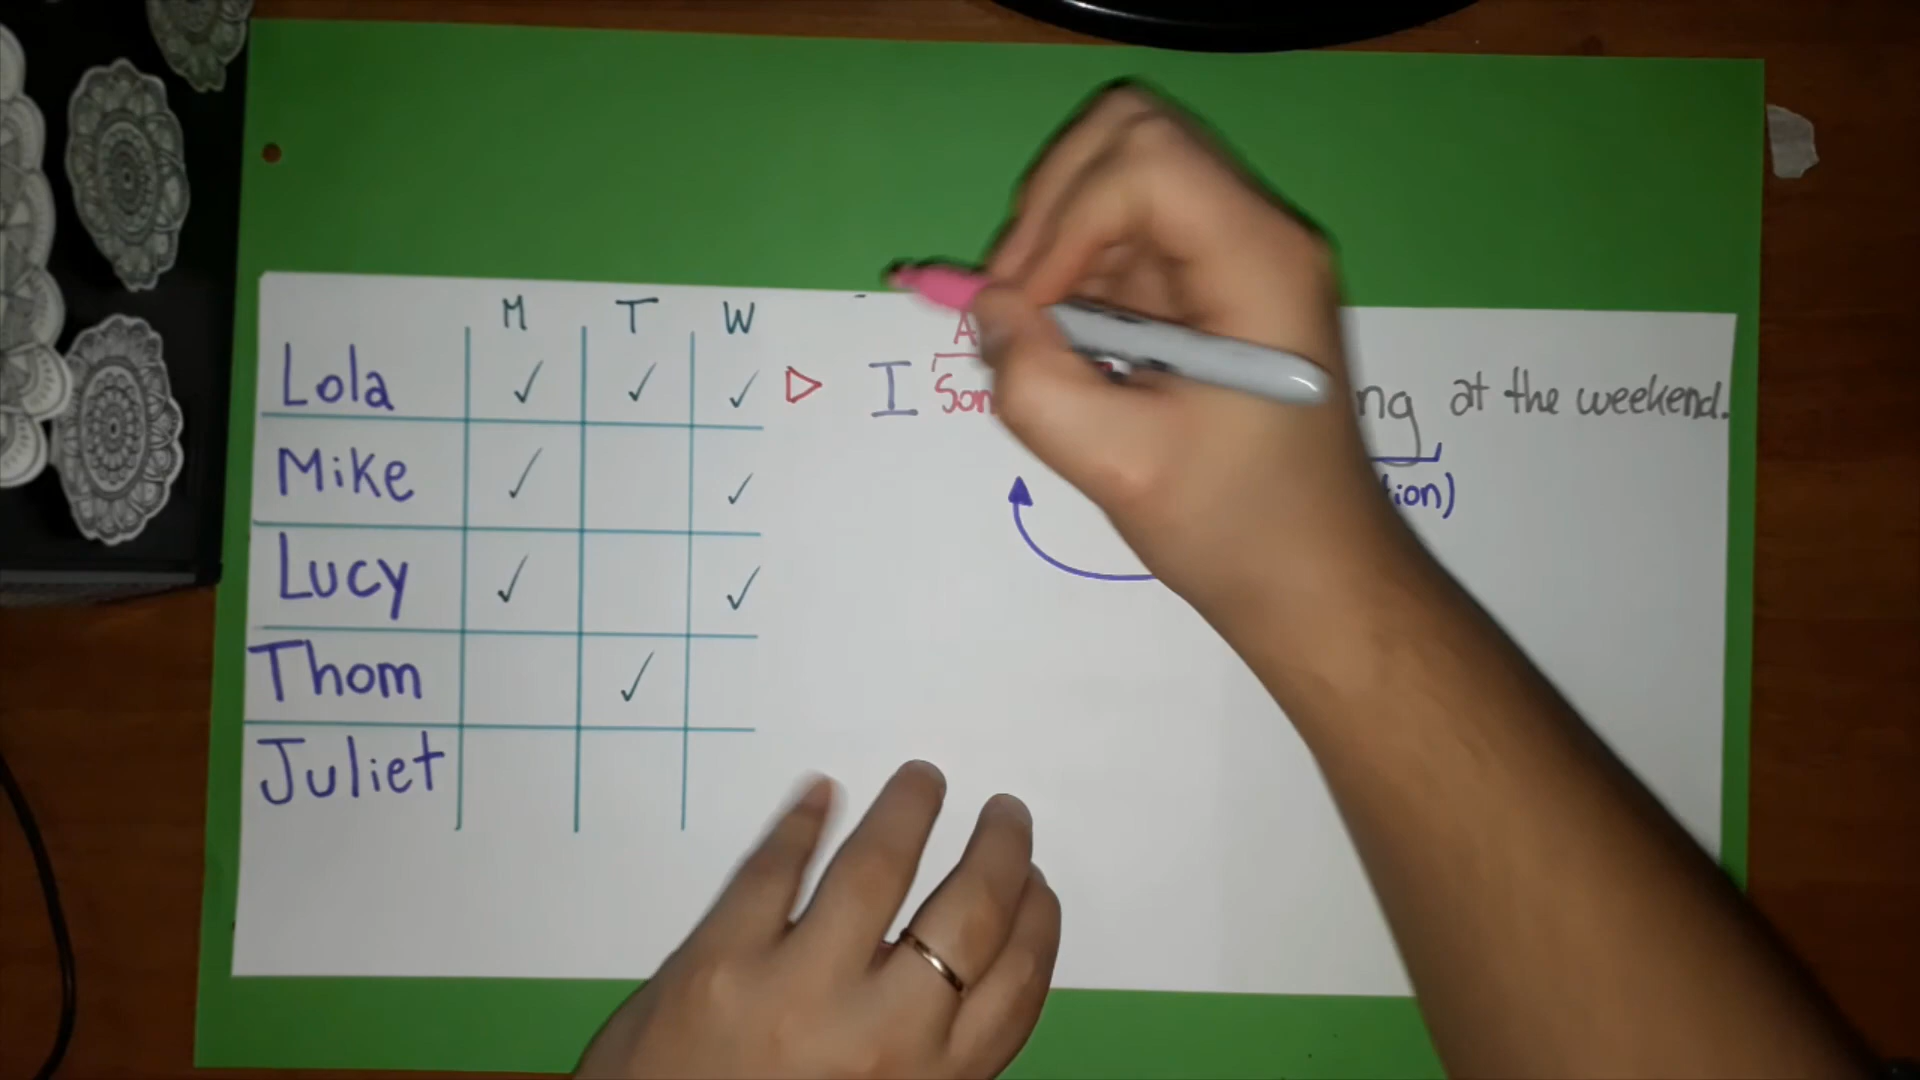 M T W
Lola ✓ ✓ ✓
Mike ✓ ✓
Lucy ✓ ✓
Thom ✓
Juliet
I at the weekend.